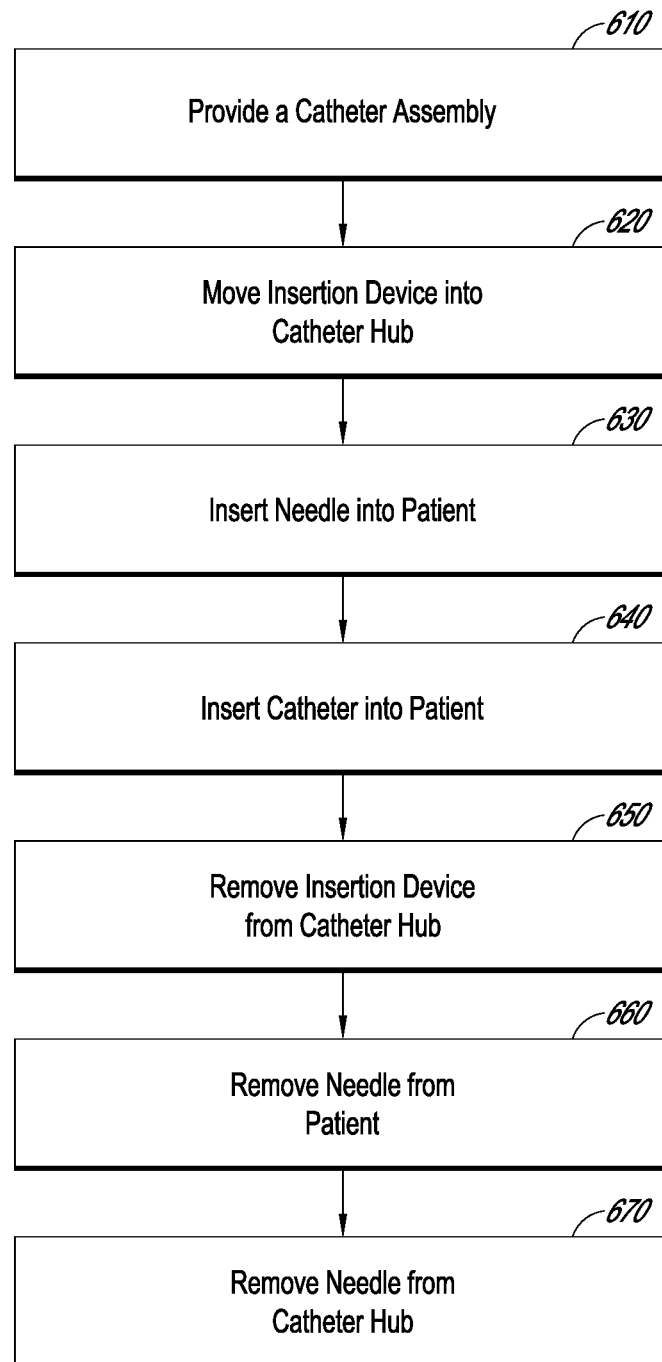 610
Provide a Catheter Assembly
620
Move Insertion Device into
Catheter Hub
630
Insert Needle into Patient
640
Insert Catheter into Patient
650
Remove Insertion Device
from Catheter Hub
660
Remove Needle from
Patient
670
Remove Needle from
Catheter Hub